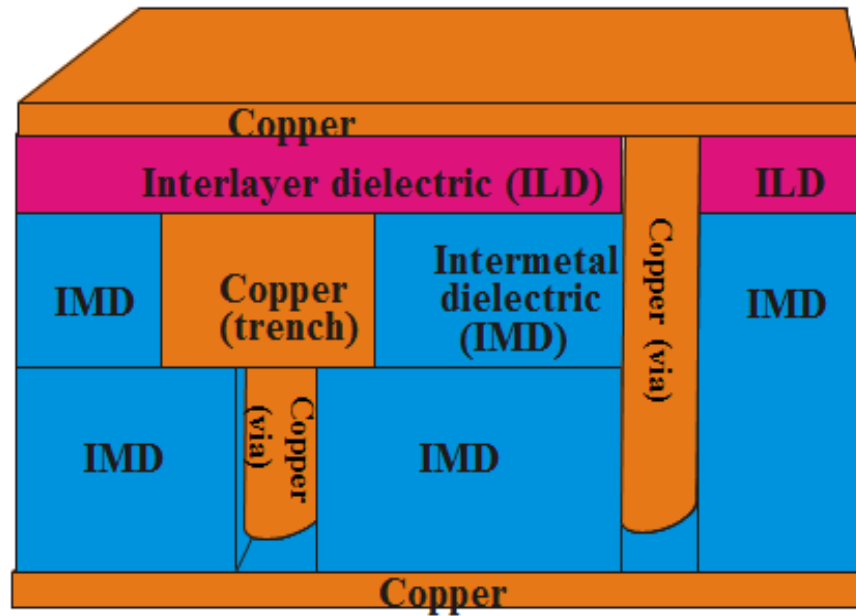 Copper
Interlayer dielectric (ILD)
ILD
IMD
Copper
(trench)
Intermetal
dielectric
(IMD)
Copper (via)
IMD
IMD
Copper
(via)
IMD
Copper